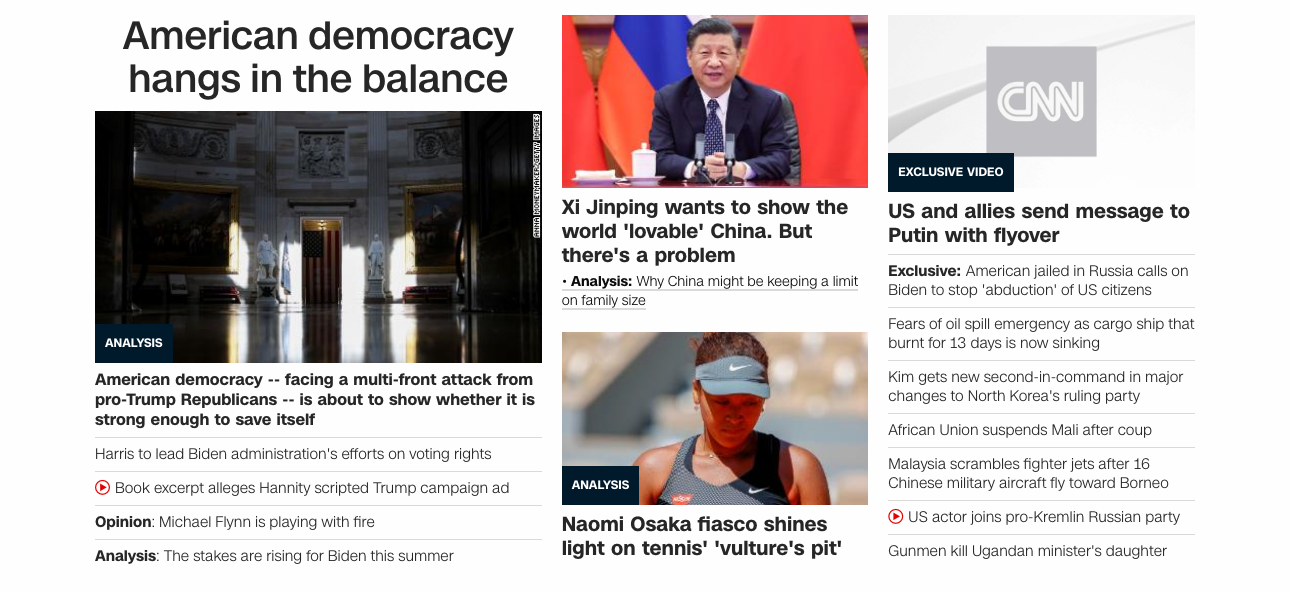 American democracy
hangs in the balance
ANNA MONEYMAKER/GETTY IMAGES
ANALYSIS
American democracy -- facing a multi-front attack from
pro-Trump Republicans -- is about to show whether it is
strong enough to save itself
Harris to lead Biden administration's efforts on voting rights
Book excerpt alleges Hannity scripted Trump campaign ad
Opinion: Michael Flynn is playing with fire
Analysis: The stakes are rising for Biden this summer
Xi Jinping wants to show the
world 'lovable' China. But
there's a problem
• Analysis: Why China might be keeping a limit
on family size
ANALYSIS
Naomi Osaka fiasco shines
light on tennis' 'vulture's pit'
CNN
EXCLUSIVE VIDEO
US and allies send message to
Putin with flyover
Exclusive: American jailed in Russia calls on
Biden to stop 'abduction' of US citizens
Fears of oil spill emergency as cargo ship that
burnt for 13 days is now sinking
Kim gets new second-in-command in major
changes to North Korea's ruling party
African Union suspends Mali after coup
Malaysia scrambles fighter jets after 16
Chinese military aircraft fly toward Borneo
US actor joins pro-Kremlin Russian party
Gunmen kill Ugandan minister's daughter